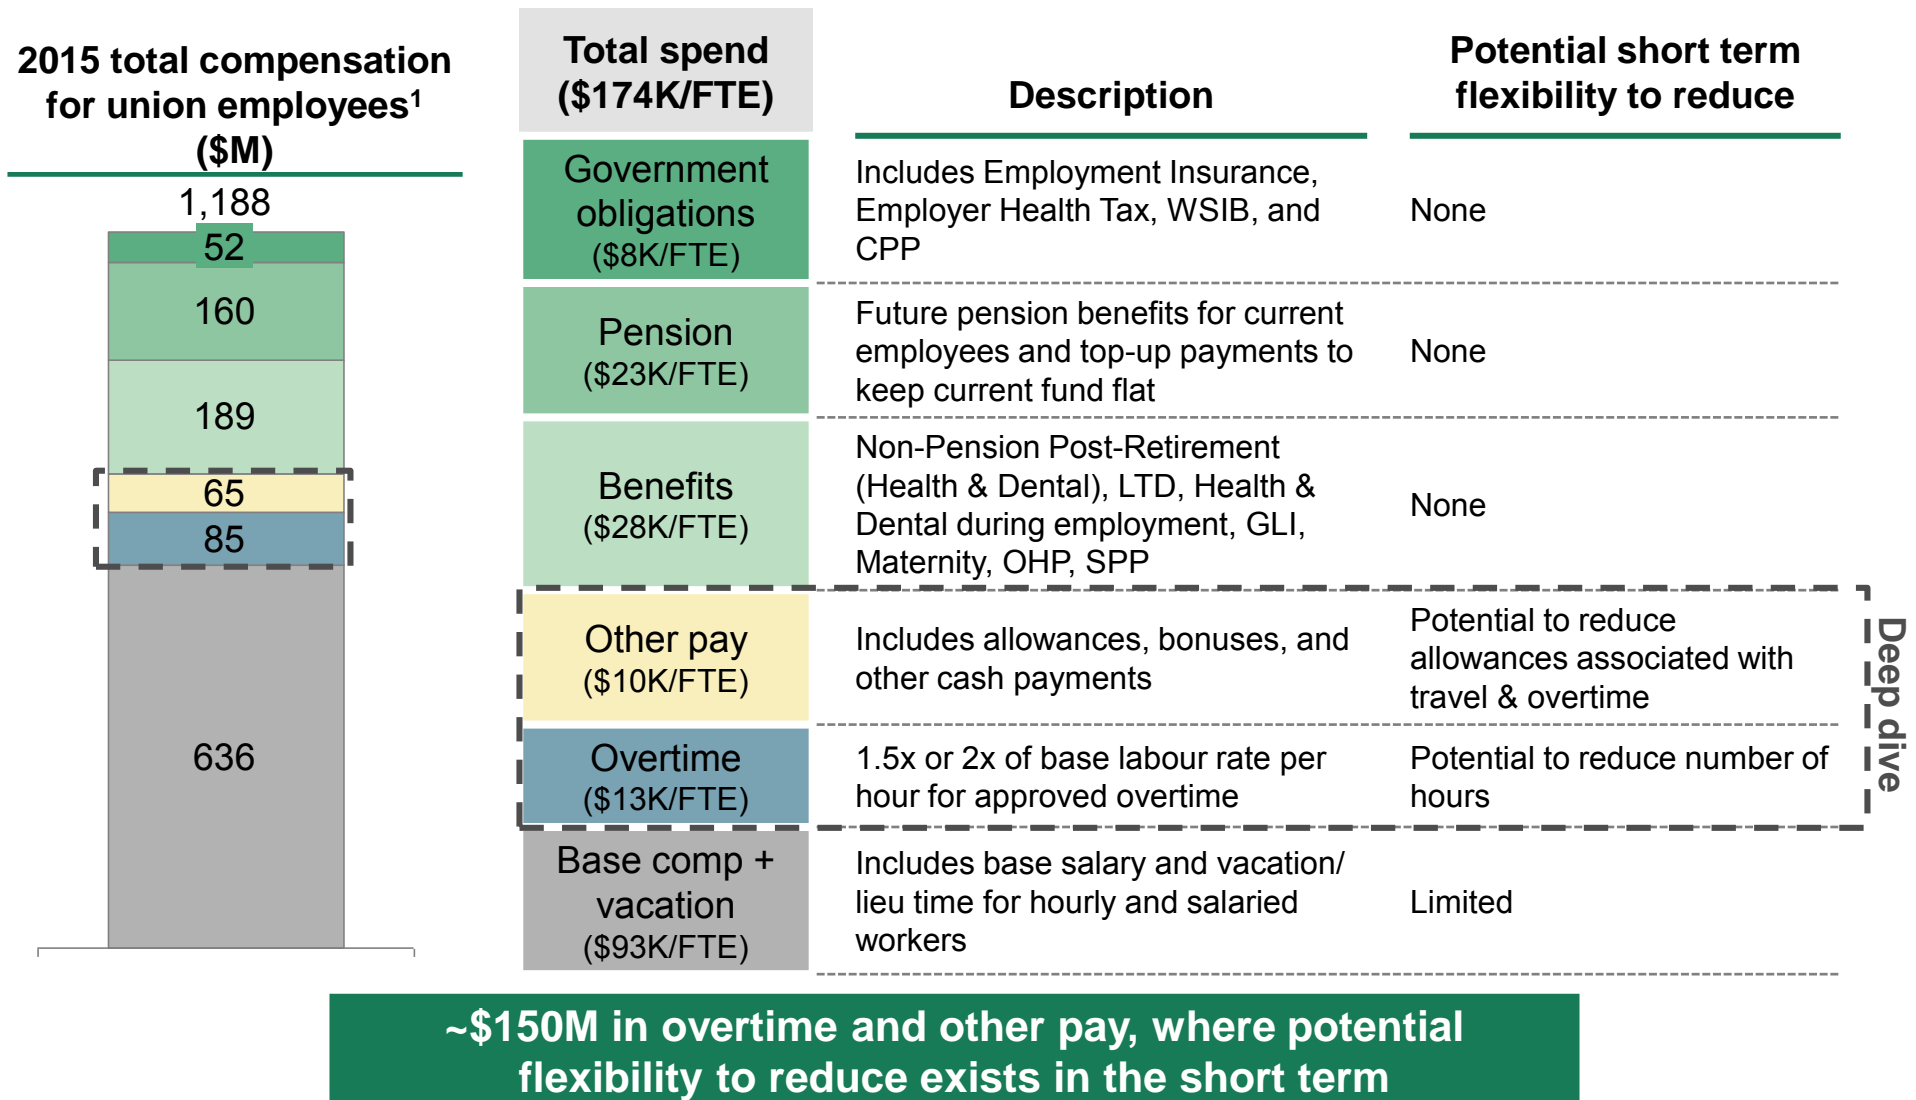 2015 total compensation
for union employees¹
($M)
1,188
52
160
189
65
85
636
Total spend
($174K/FTE)
Description
Potential short term
flexibility to reduce
Government
obligations
($8K/FTE)
Includes Employment Insurance,
Employer Health Tax, WSIB, and
CPP
None
Pension
($23K/FTE)
Future pension benefits for current
employees and top-up payments to
keep current fund flat
None
Benefits
($28K/FTE)
Non-Pension Post-Retirement
(Health & Dental), LTD, Health &
Dental during employment, GLI,
Maternity, OHP, SPP
None
Other pay
($10K/FTE)
Includes allowances, bonuses, and
other cash payments
Potential to reduce
allowances associated with
travel & overtime
Overtime
($13K/FTE)
1.5x or 2x of base labour rate per
hour for approved overtime
Potential to reduce number of
hours
Deep dive
Base comp +
vacation
($93K/FTE)
Includes base salary and vacation/
lieu time for hourly and salaried
workers
Limited
~$150M in overtime and other pay, where potential
flexibility to reduce exists in the short term